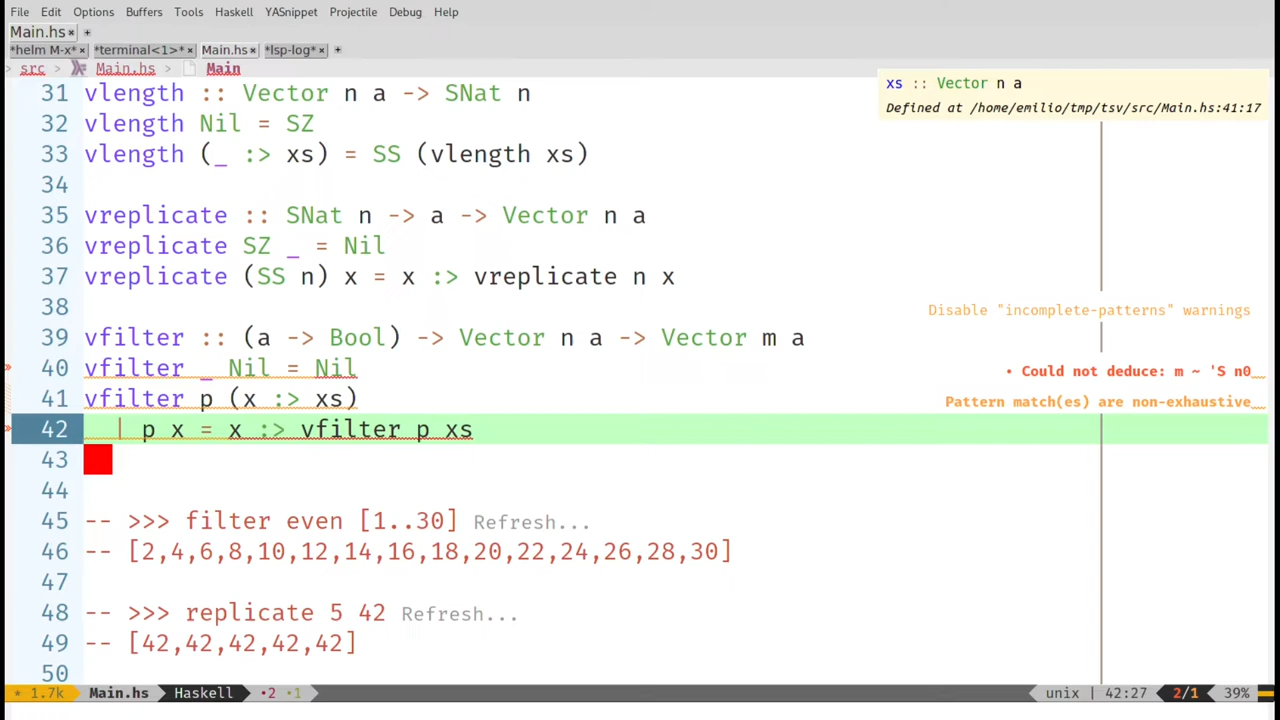 File Edit Options Buffers Tools Haskell YASnippet Projectile Debug Help
Main.hs× +
*helm M-x*× *terminal<1>*× Main.hs× *lsp-log*× +
> src > Main.hs > Main
xs :: Vector n a
Defined at /home/emilio/tmp/tsv/src/Main.hs:41:17
31 vlength :: Vector n a -> SNat n
32 vlength Nil = SZ
33 vlength (_ :> xs) = SS (vlength xs)
34
35 vreplicate :: SNat n -> a -> Vector n a
36 vreplicate SZ _ = Nil
37 vreplicate (SS n) x = x :> vreplicate n x
38 Disable "incomplete-patterns" warnings
39 vfilter :: (a -> Bool) -> Vector n a -> Vector m a
40 vfilter _ Nil = Nil • Could not deduce: m ~ 'S n0
41 vfilter p (x :> xs) Pattern match(es) are non-exhaustive
42 | p x = x :> vfilter p xs
43
44
45 -- >>> filter even [1..30] Refresh...
46 -- [2,4,6,8,10,12,14,16,18,20,22,24,26,28,30]
47
48 -- >>> replicate 5 42 Refresh...
49 -- [42,42,42,42,42]
50
* 1.7k Main.hs Haskell •2 •1 unix | 42:27 2/1 39%